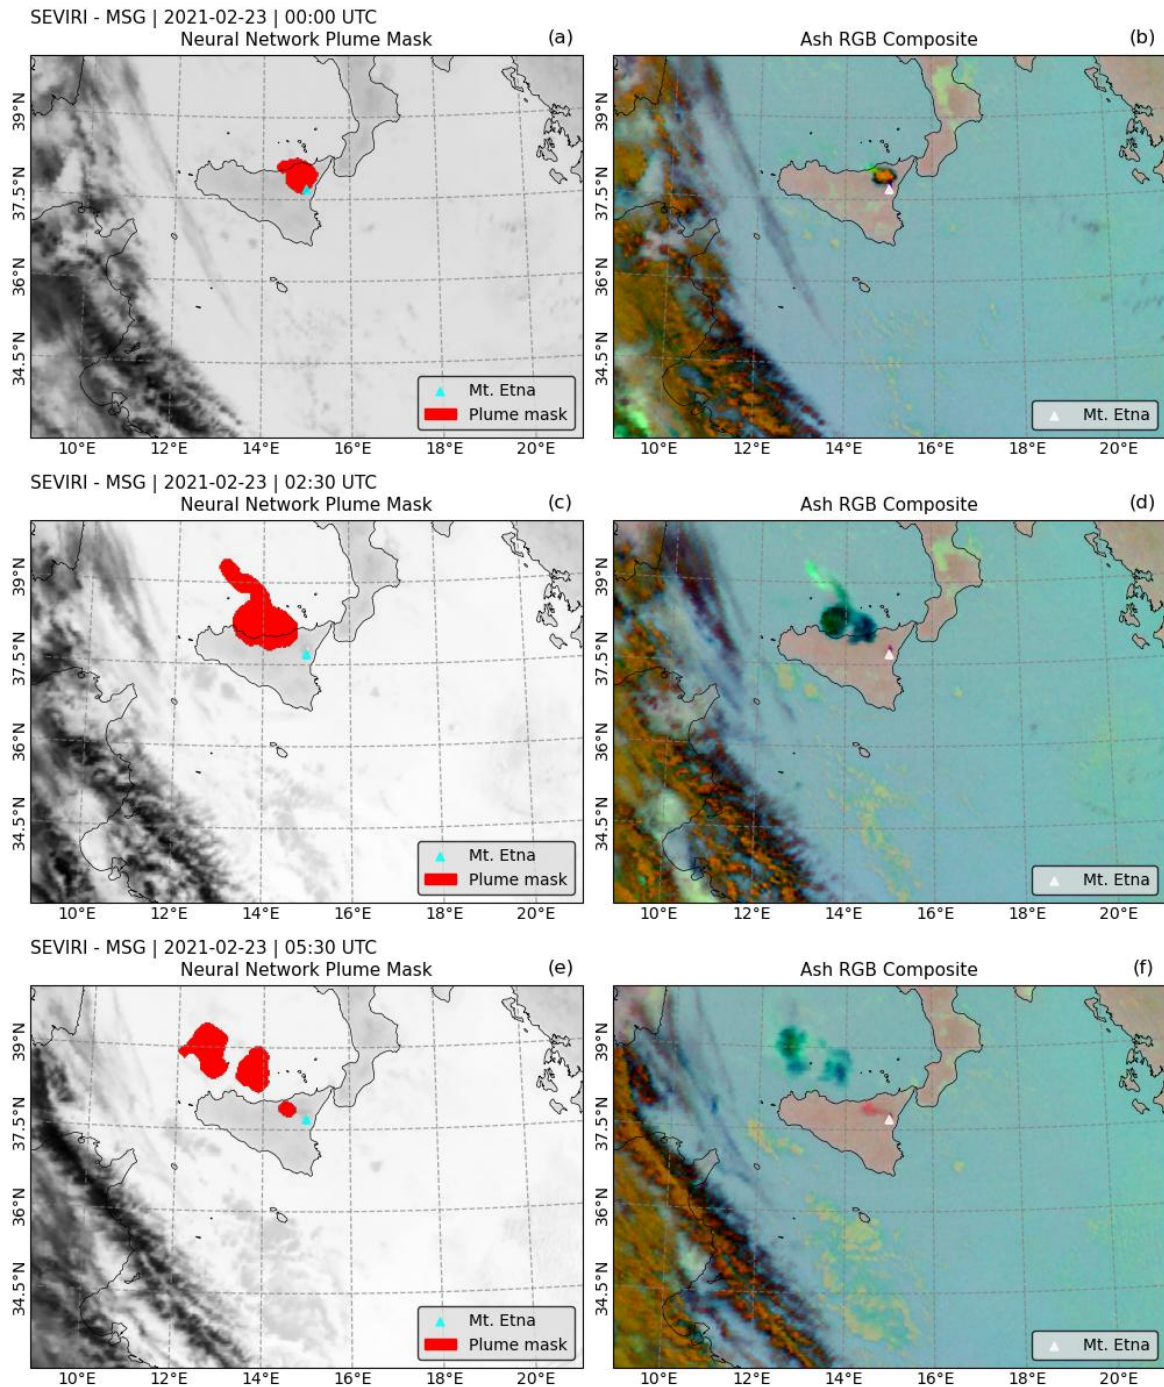 SEVIRI - MSG | 2021-02-23 | 00:00 UTC
Neural Network Plume Mask (a)
Ash RGB Composite (b)
39°N
37.5°N
36°N
34.5°N
Mt. Etna
Plume mask
Mt. Etna
10°E 12°E 14°E 16°E 18°E 20°E
10°E 12°E 14°E 16°E 18°E 20°E
SEVIRI - MSG | 2021-02-23 | 02:30 UTC
Neural Network Plume Mask (c)
Ash RGB Composite (d)
39°N
37.5°N
36°N
34.5°N
Mt. Etna
Plume mask
Mt. Etna
10°E 12°E 14°E 16°E 18°E 20°E
10°E 12°E 14°E 16°E 18°E 20°E
SEVIRI - MSG | 2021-02-23 | 05:30 UTC
Neural Network Plume Mask (e)
Ash RGB Composite (f)
39°N
37.5°N
36°N
34.5°N
Mt. Etna
Plume mask
Mt. Etna
10°E 12°E 14°E 16°E 18°E 20°E
10°E 12°E 14°E 16°E 18°E 20°E